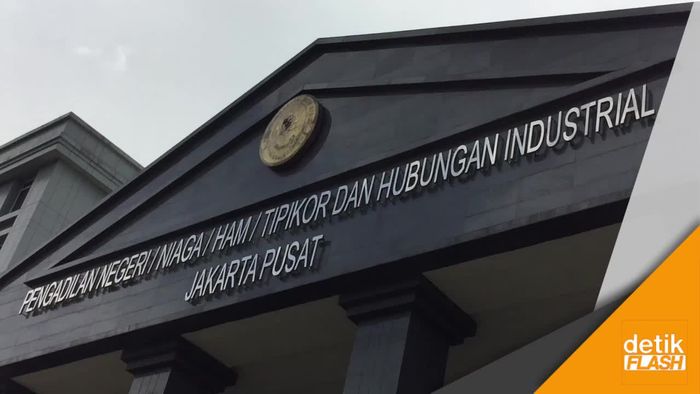 PENGADILAN NEGERI / NIAGA / HAM / TIPIKOR DAN HUBUNGAN INDUSTRIAL
JAKARTA PUSAT
detik
FLASH